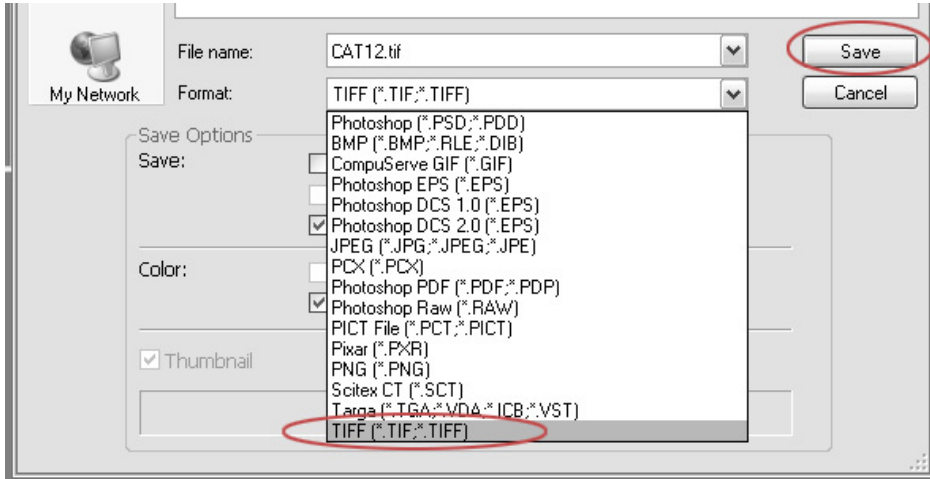 File name:
CAT12.tif
Save
My Network
Format:
TIFF (*.TIF;*.TIFF)
Cancel
Save Options
Save:
Color:
Thumbnail
Photoshop (*.PSD;*.PDD)
BMP (*.BMP;*.RLE;*.DIB)
CompuServe GIF (*.GIF)
Photoshop EPS (*.EPS)
Photoshop DCS 1.0 (*.EPS)
Photoshop DCS 2.0 (*.EPS)
JPEG (*.JPG;*.JPEG;*.JPE)
PCX (*.PCX)
Photoshop PDF (*.PDF;*.PDP)
Photoshop Raw (*.RAW)
PICT File (*.PCT;*.PICT)
Pixar (*.PXR)
PNG (*.PNG)
Scitex CT (*.SCT)
Targa (*.TGA;*.VDA;*.ICB;*.VST)
TIFF (*.TIF;*.TIFF)